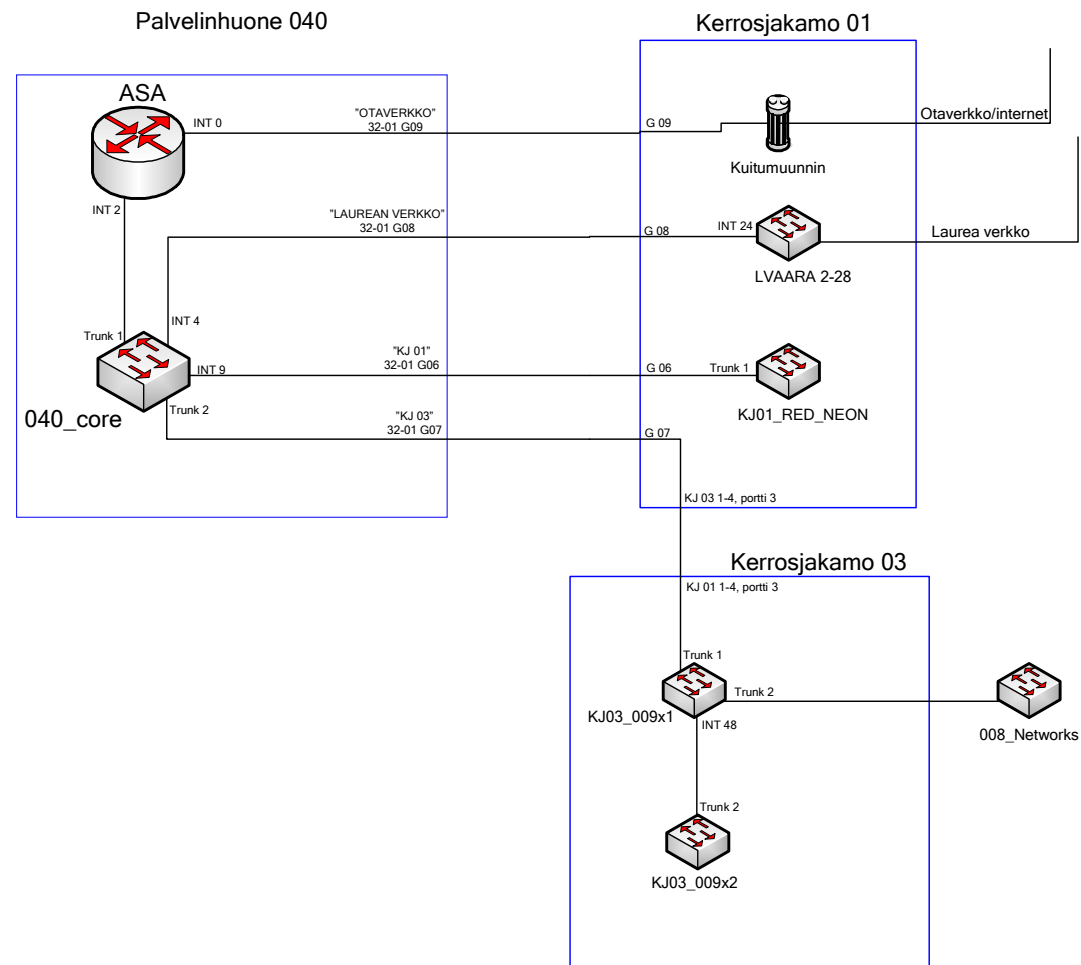 Palvelinhuone 040
Kerrosjakamo 01
ASA
INT 0
"OTAVERKKO"
32-01 G09
G 09
Otaverkko/internet
Kuitumuunnin
INT 2
"LAUREAN VERKKO"
32-01 G08
G 08
INT 24
Laurea verkko
LVAARA 2-28
INT 4
Trunk 1
"KJ 01"
32-01 G06
INT 9
G 06
Trunk 1
KJ01_RED_NEON
040_core
Trunk 2
"KJ 03"
32-01 G07
G 07
KJ 03 1-4, portti 3
Kerrosjakamo 03
KJ 01 1-4, portti 3
Trunk 1
Trunk 2
KJ03_009x1
INT 48
008_Networks
Trunk 2
KJ03_009x2